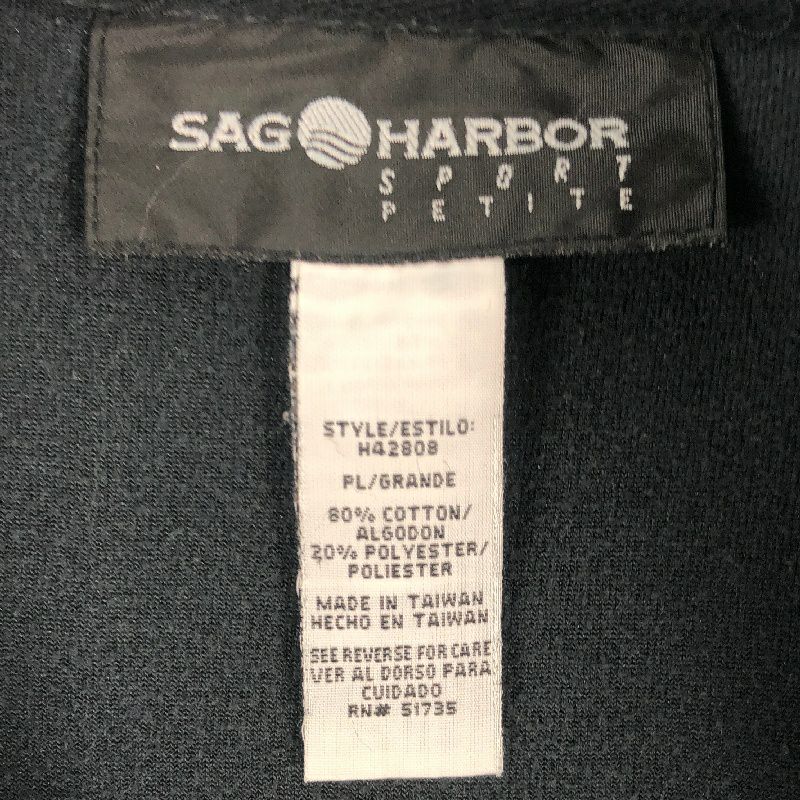 SAG HARBOR
SPORT
PETITE
STYLE/ESTILO:
H42808
PL/GRANDE
80% COTTON/
ALGODON
20% POLYESTER/
POLIESTER
MADE IN TAIWAN
HECHO EN TAIWAN
SEE REVERSE FOR CARE
VER AL DORSO PARA
CUIDADO
RN# 51735